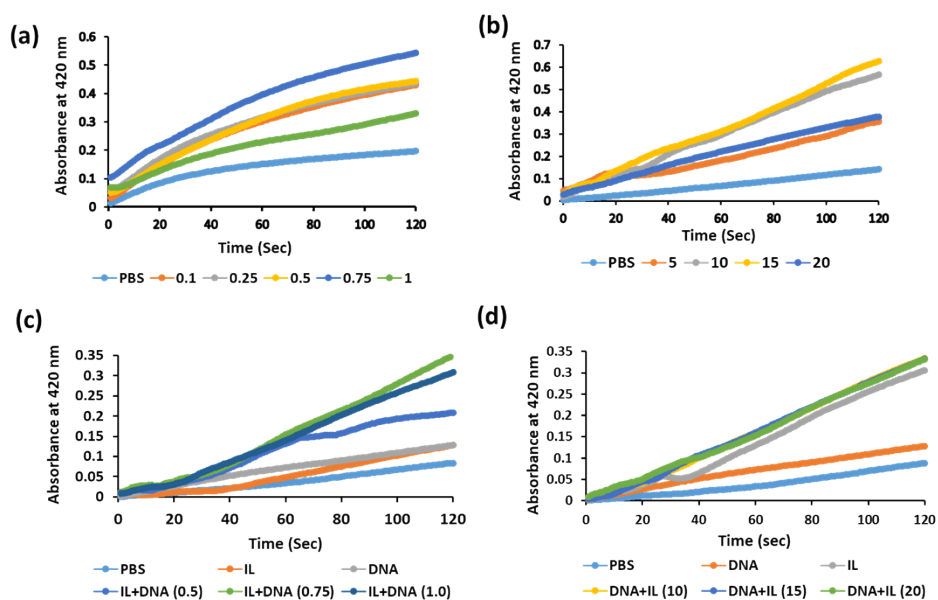 (a)
Absorbance at 420 nm
0.6
0.5
0.4
0.3
0.2
0.1
0
0 20 40 60 80 100 120
Time (Sec)
PBS 0.1 0.25 0.5 0.75 1
(b)
Absorbance at 420 nm
0.7
0.6
0.5
0.4
0.3
0.2
0.1
0
0 20 40 60 80 100 120
Time (Sec)
PBS 5 10 15 20
(c)
Absorbance at 420 nm
0.35
0.3
0.25
0.2
0.15
0.1
0.05
0
0 20 40 60 80 100 120
Time (Sec)
PBS IL DNA
IL+DNA (0.5) IL+DNA (0.75) IL+DNA (1.0)
(d)
Absorbance at 420 nm
0.35
0.3
0.25
0.2
0.15
0.1
0.05
0
0 20 40 60 80 100 120
Time (Sec)
PBS DNA IL
DNA+IL (10) DNA+IL (15) DNA+IL (20)